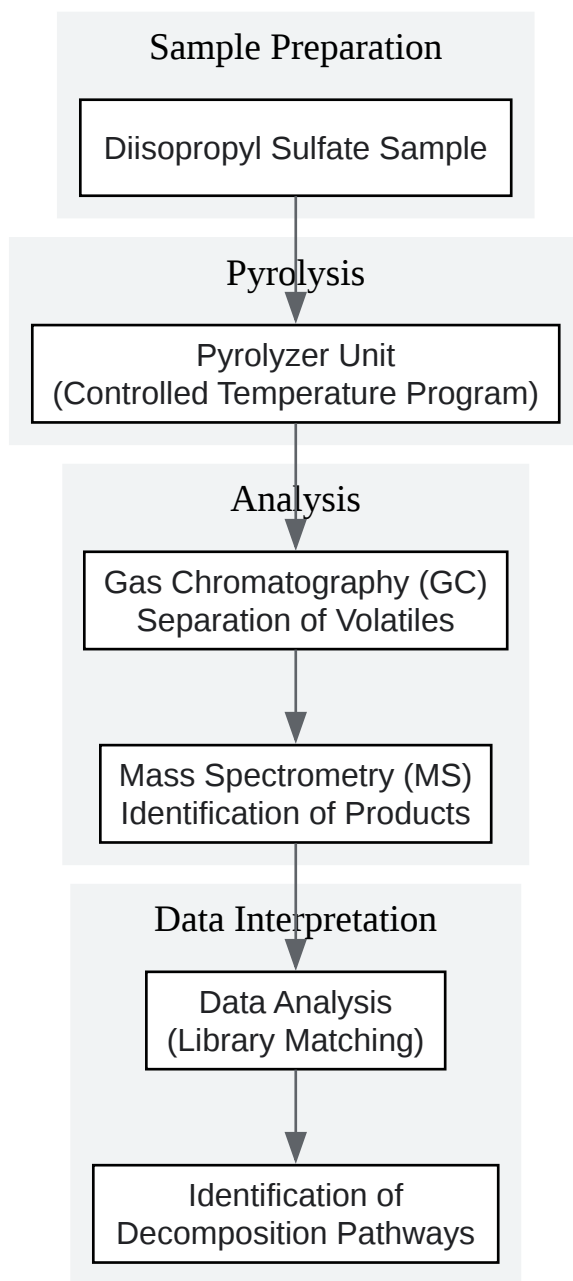 Sample Preparation
Diisopropyl Sulfate Sample
Pyrolysis
Pyrolyzer Unit
(Controlled Temperature Program)
Analysis
Gas Chromatography (GC)
Separation of Volatiles
Mass Spectrometry (MS)
Identification of Products
Data Interpretation
Data Analysis
(Library Matching)
Identification of
Decomposition Pathways